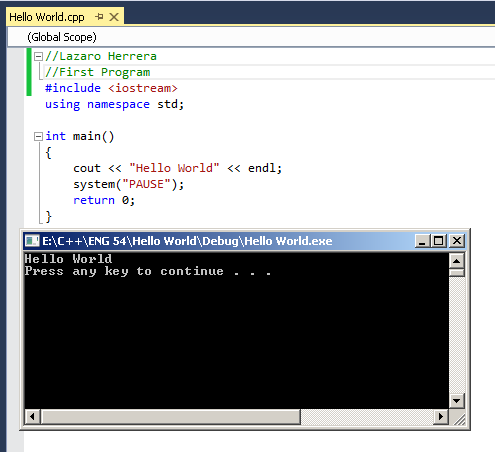 Hello World.cpp
(Global Scope)
//Lazaro Herrera
//First Program
#include <iostream>
using namespace std;
int main()
{
cout << "Hello World" << endl;
system("PAUSE");
return 0;
}
E:\C++\ENG 54\Hello World\Debug\Hello World.exe
Hello World
Press any key to continue . . .